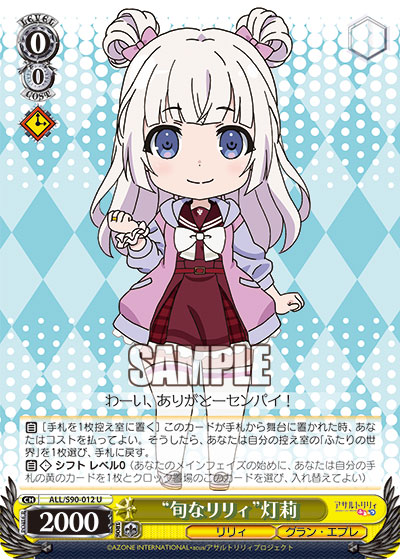 LEVEL
0
0
COST
SAMPLE
わーい、ありがとーセンパイ！
自［手札を1枚控え室に置く］ このカードが手札から舞台に置かれた時、あな
たはコストを払ってよい。そうしたら、あなたは自分の控え室の「ふたりの世
界」を1枚選び、手札に戻す。
自 シフト レベル0 （あなたのメインフェイズの始めに、あなたは自分の手
札の黄のカードを1枚とクロック置場のこのカードを選び、入れ替えてよい）
CH ALL/S90-012 U
POWER
2000
“旬なリリィ”灯莉
アサルトリリィ
リリィ
グラン・エプレ
©AZONE INTERNATIONAL・acus/アサルトリリィプロジェクト